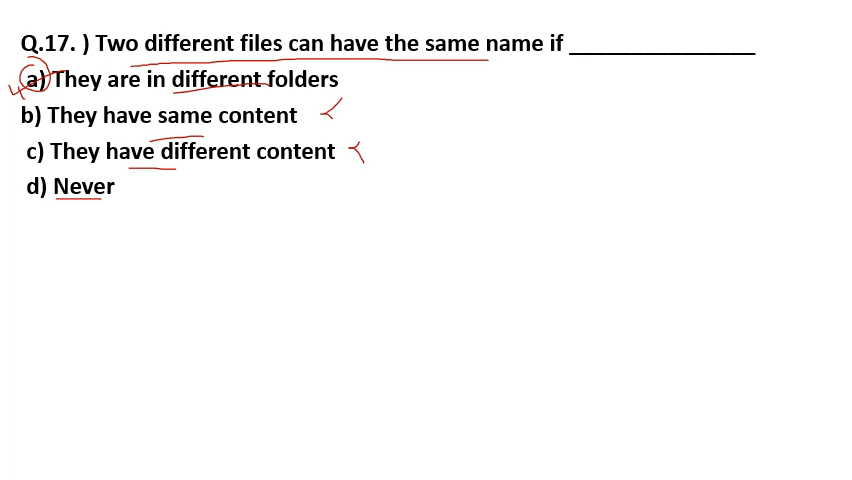 Q.17. ) Two different files can have the same name if _________________
a) They are in different folders
b) They have same content
c) They have different content
d) Never